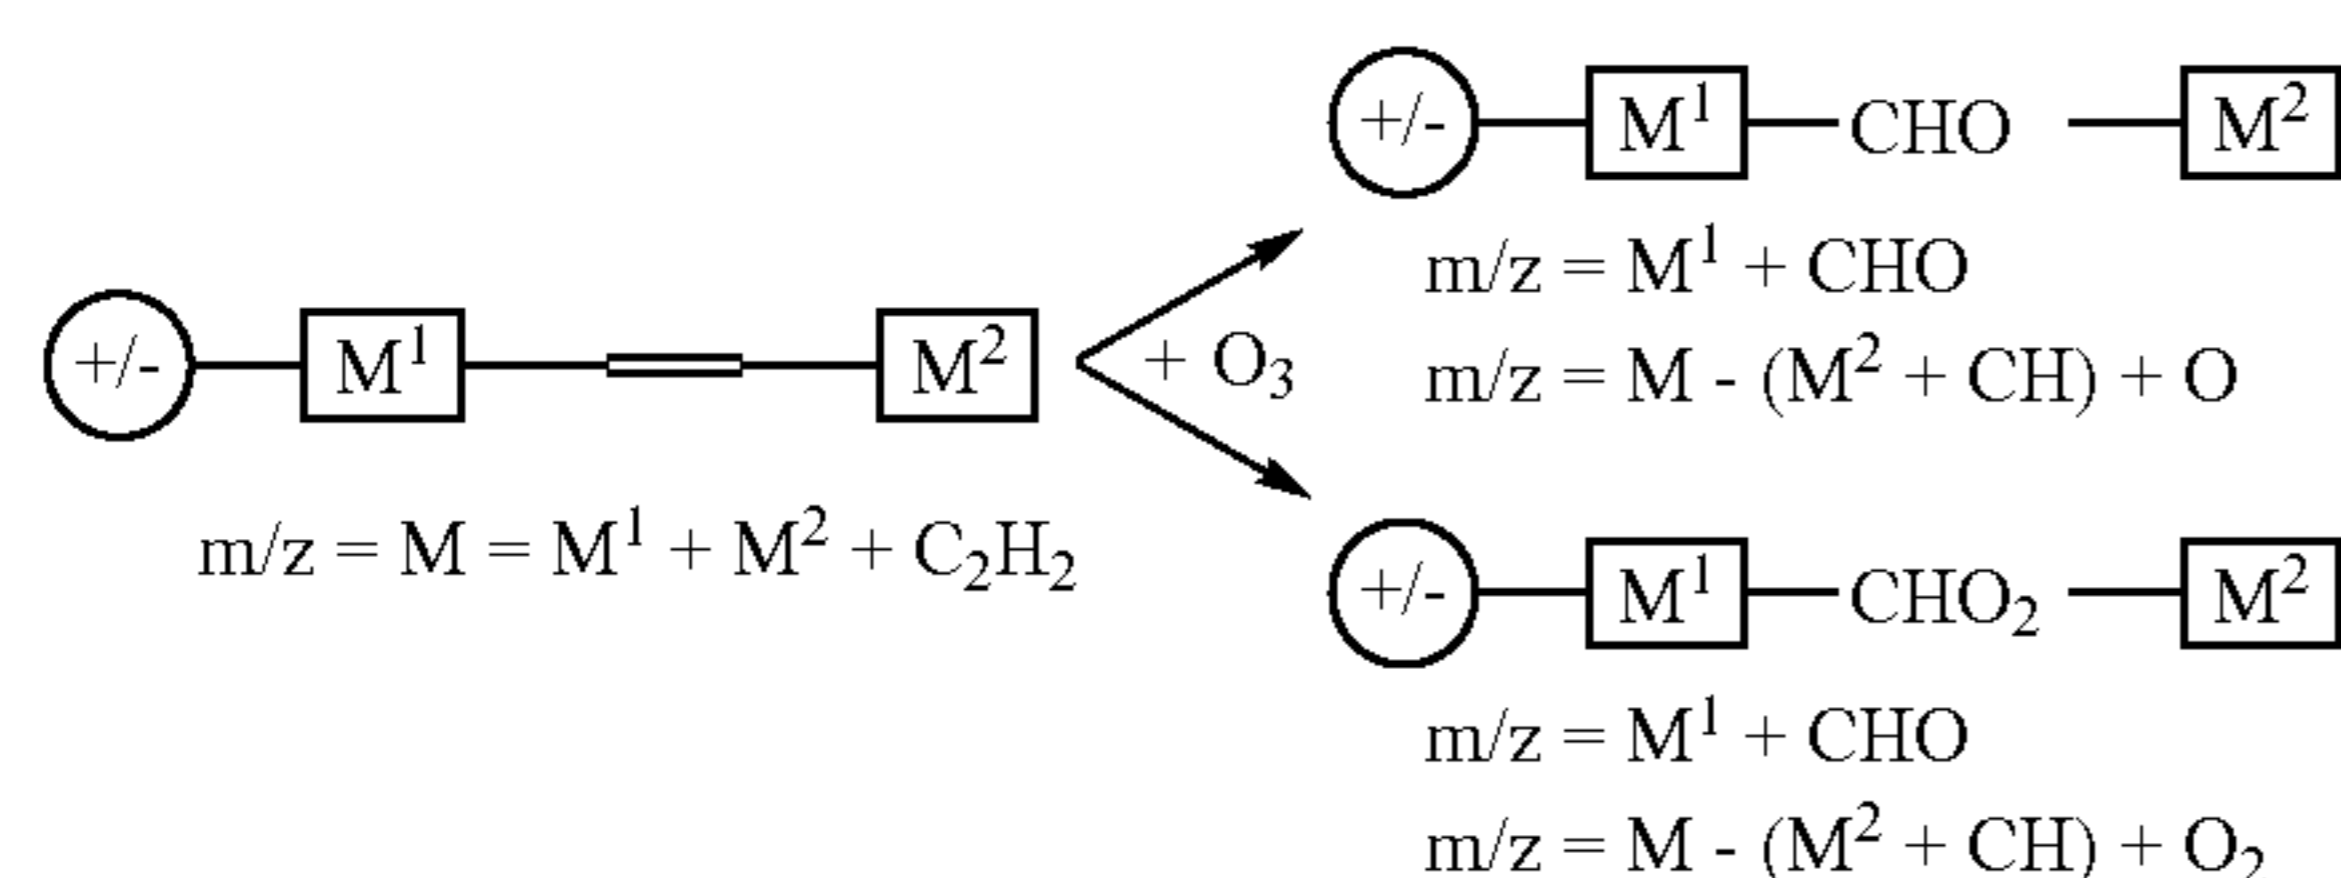 +/- M¹ CHO M²
m/z = M¹ + CHO
m/z = M - (M² + CH) + O
+/- M¹ M² + O₃
m/z = M = M¹ + M² + C₂H₂
+/- M¹ CHO₂ M²
m/z = M¹ + CHO
m/z = M - (M² + CH) + O₂